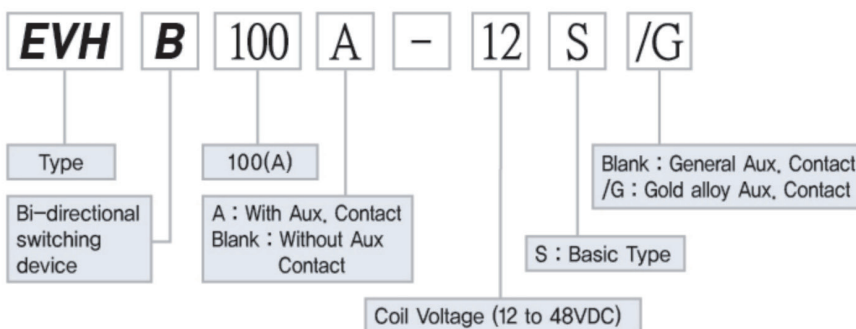 EVH B 100 A - 12 S /G
Type
100(A)
Blank : General Aux. Contact
/G : Gold alloy Aux. Contact
Bi-directional
switching
device
A : With Aux. Contact
Blank : Without Aux
Contact
S : Basic Type
Coil Voltage (12 to 48VDC)